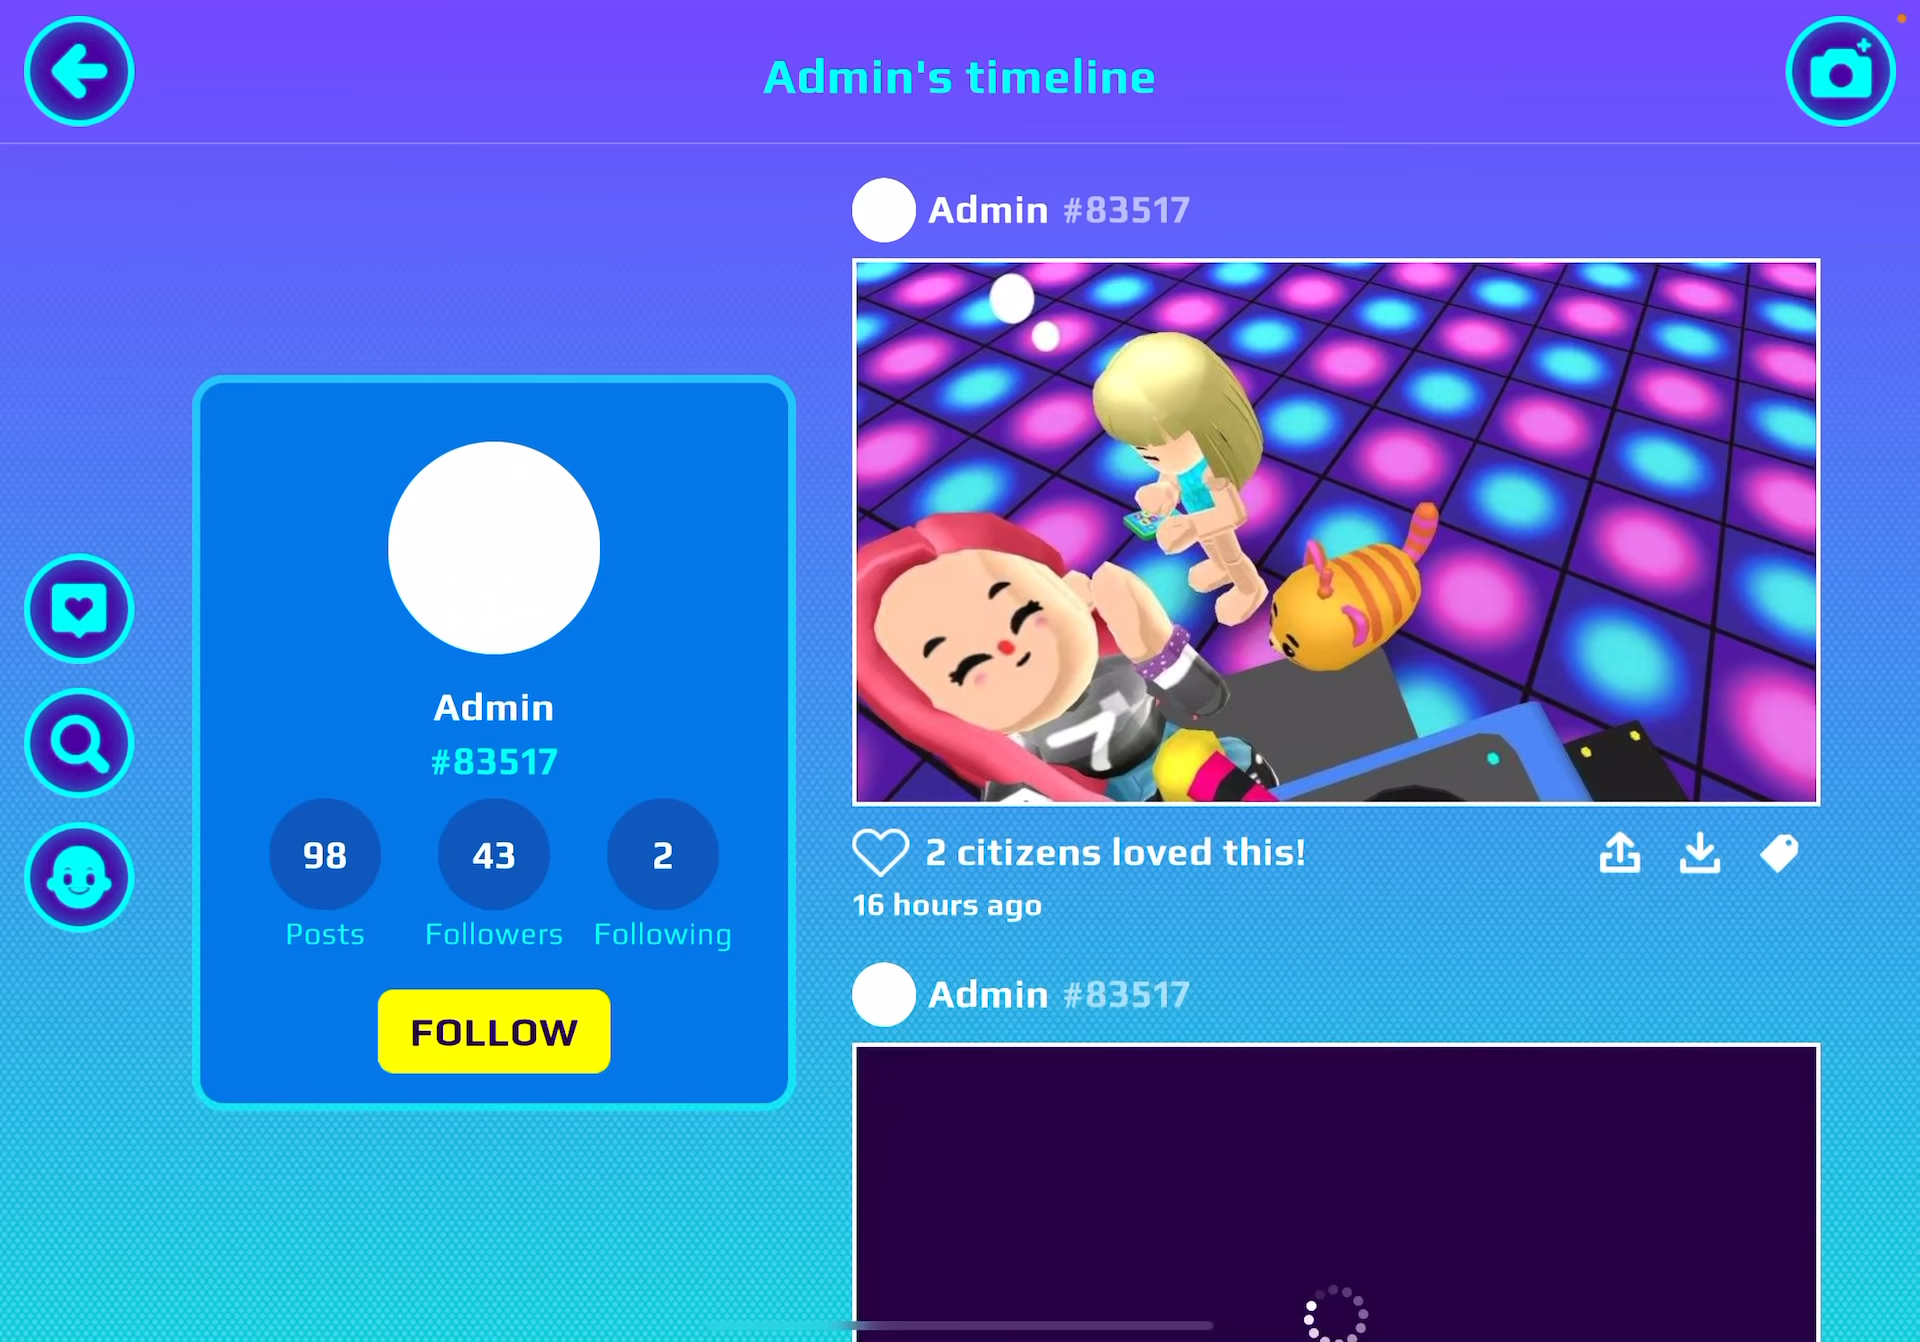 Admin's timeline
Admin
#83517
98
43
2
Posts
Followers
Following
FOLLOW
Admin #83517
2 citizens loved this!
16 hours ago
Admin #83517